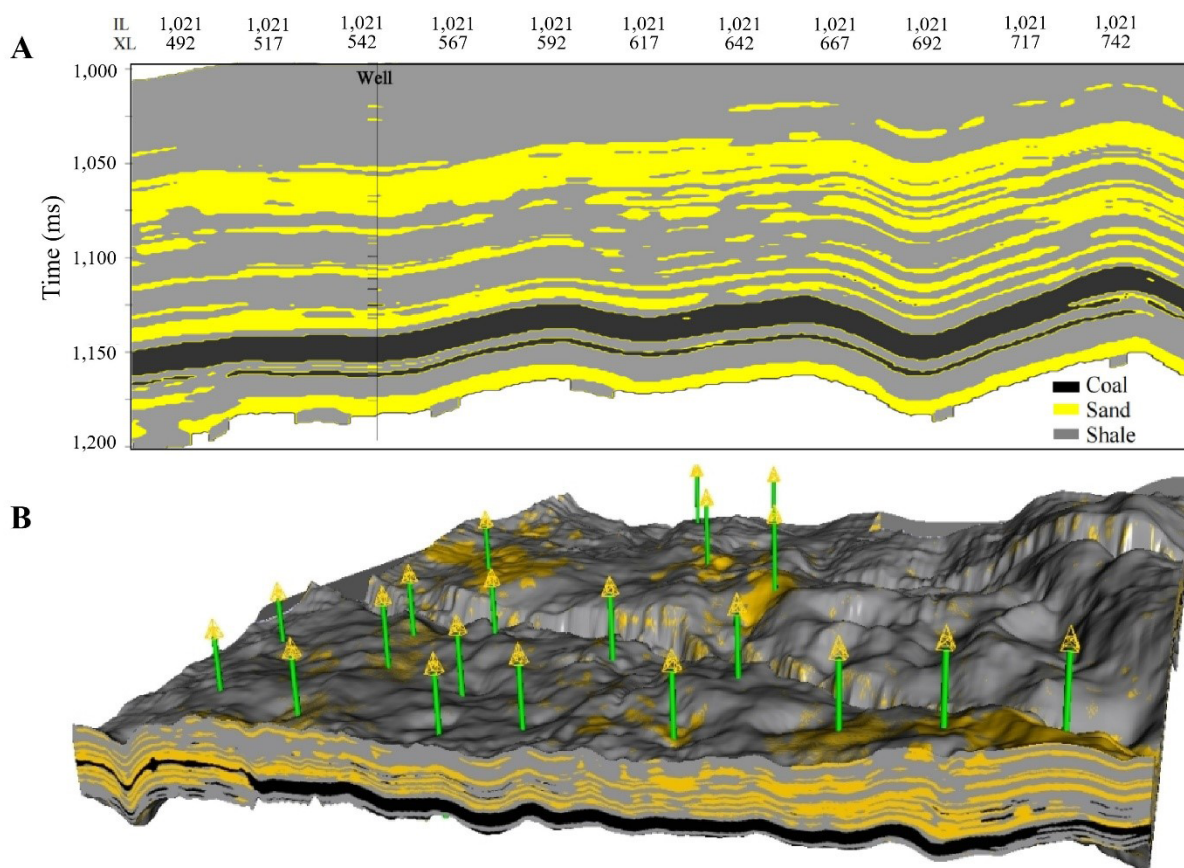 IL 1,021 1,021 1,021 1,021 1,021 1,021 1,021 1,021 1,021 1,021 1,021
XL 492 517 542 567 592 617 642 667 692 717 742
A
1,000
Well
1,050
1,100
1,150
1,200
Time (ms)
Coal
Sand
Shale
B